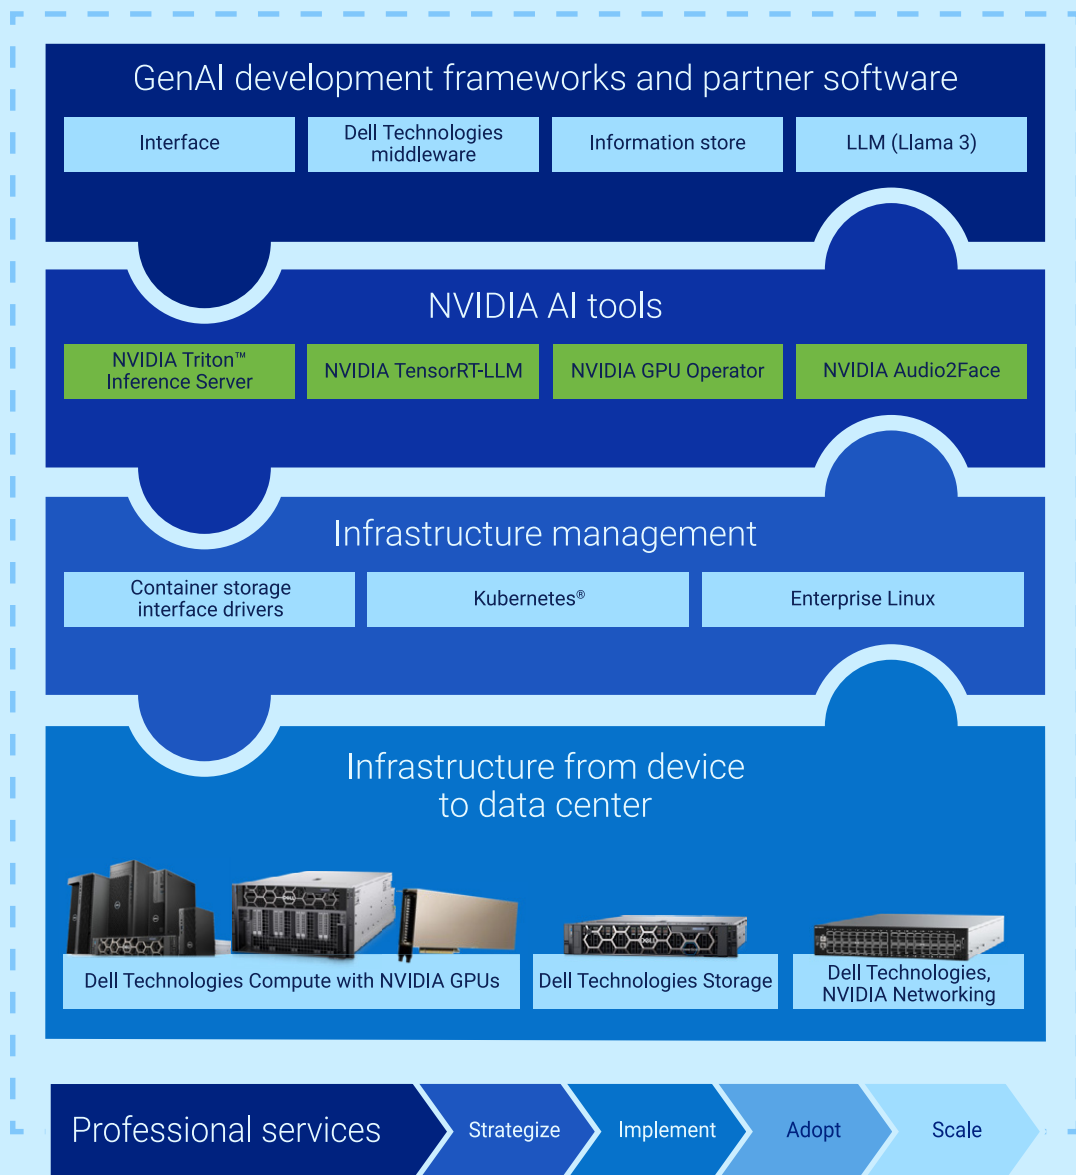 GenAI development frameworks and partner software
Interface
Dell Technologies
middleware
Information store
LLM (Llama 3)
NVIDIA AI tools
NVIDIA Triton™
Inference Server
NVIDIA TensorRT-LLM
NVIDIA GPU Operator
NVIDIA Audio2Face
Infrastructure management
Container storage
interface drivers
Kubernetes®
Enterprise Linux
Infrastructure from device
to data center
DELL
DELL
Dell Technologies Compute with NVIDIA GPUs
Dell Technologies Storage
Dell Technologies,
NVIDIA Networking
Professional services
Strategize
Implement
Adopt
Scale